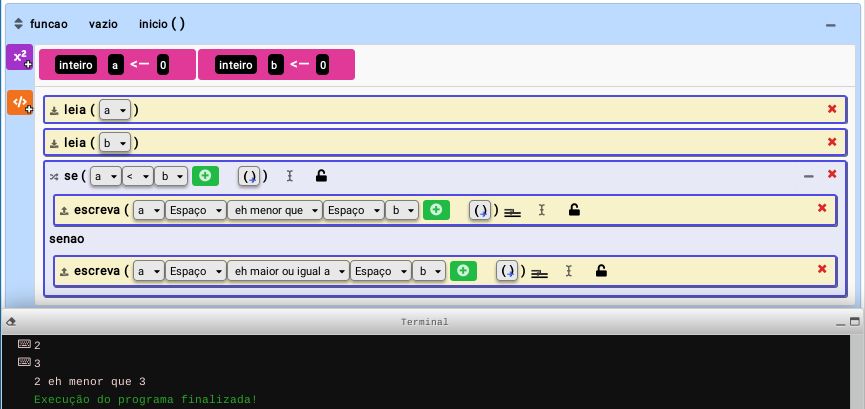 funcao vazio inicio ()
x² inteiro a <− 0 inteiro b <− 0
</> leia ( a )
leia ( b )
se ( a < b () )
escreva ( a Espaço eh menor que Espaço b () )
senao
escreva ( a Espaço eh maior ou igual a Espaço b () )
Terminal
2
3
2 eh menor que 3
Execução do programa finalizada!